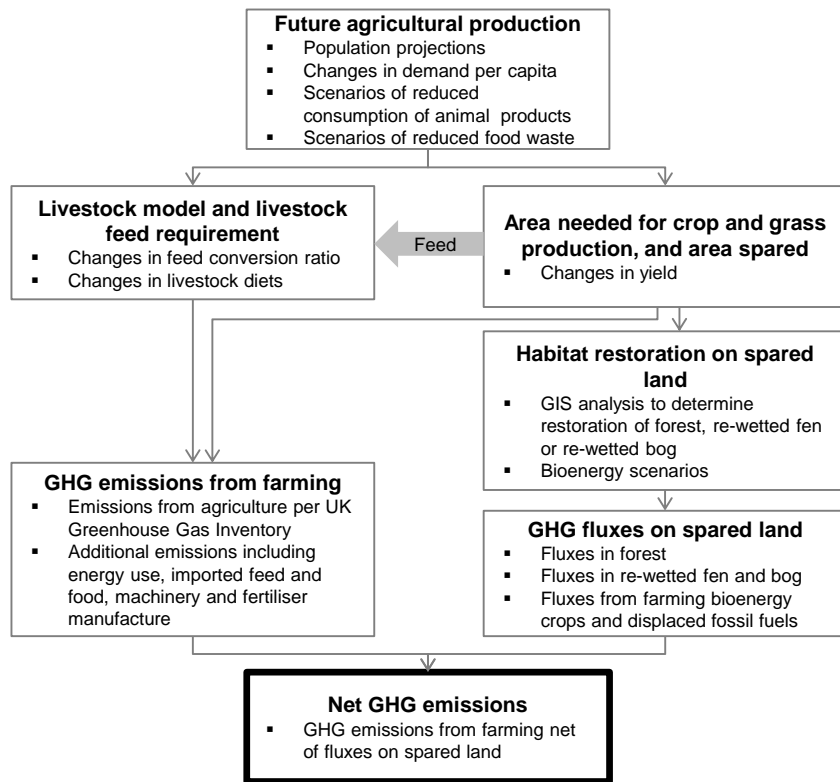 Future agricultural production
▪ Population projections
▪ Changes in demand per capita
▪ Scenarios of reduced
consumption of animal products
▪ Scenarios of reduced food waste
Livestock model and livestock
feed requirement
▪ Changes in feed conversion ratio
▪ Changes in livestock diets
Feed
Area needed for crop and grass
production, and area spared
▪ Changes in yield
Habitat restoration on spared
land
▪ GIS analysis to determine
restoration of forest, re-wetted fen
or re-wetted bog
▪ Bioenergy scenarios
GHG emissions from farming
▪ Emissions from agriculture per UK
Greenhouse Gas Inventory
▪ Additional emissions including
energy use, imported feed and
food, machinery and fertiliser
manufacture
GHG fluxes on spared land
▪ Fluxes in forest
▪ Fluxes in re-wetted fen and bog
▪ Fluxes from farming bioenergy
crops and displaced fossil fuels
Net GHG emissions
▪ GHG emissions from farming net
of fluxes on spared land